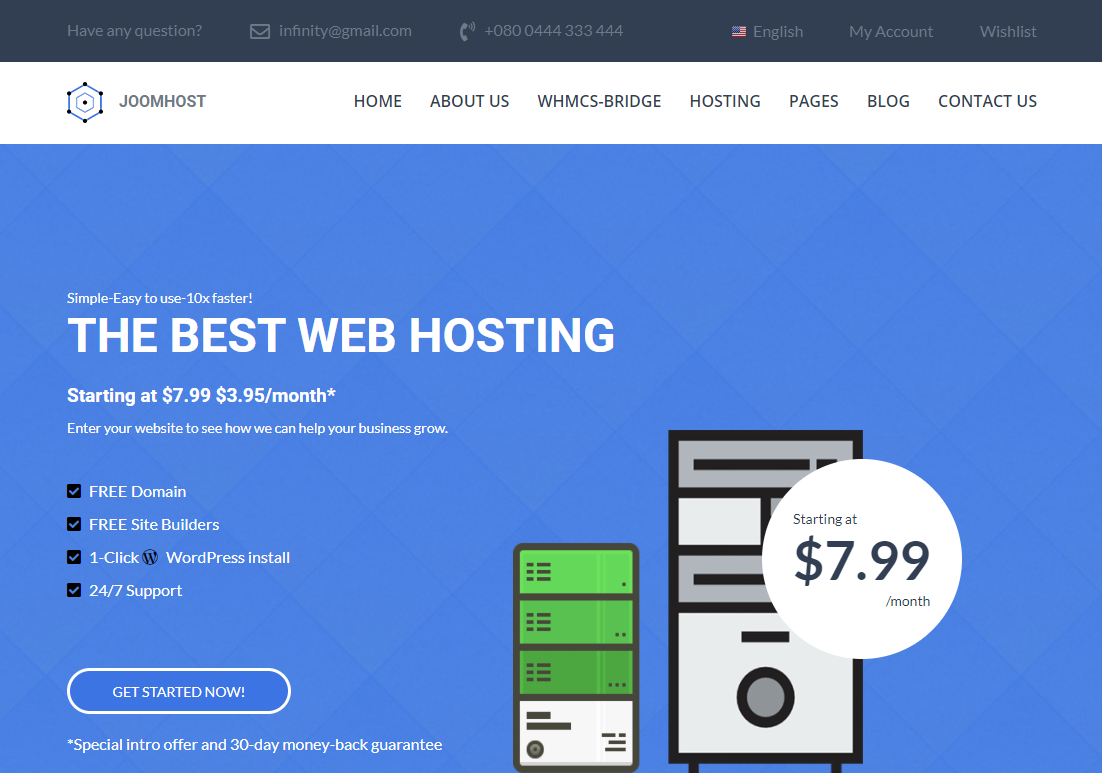 Have any question? infinity@gmail.com +080 0444 333 444 English My Account Wishlist
JOOMHOST HOME ABOUT US WHMCS-BRIDGE HOSTING PAGES BLOG CONTACT US
Simple-Easy to use-10x faster!
THE BEST WEB HOSTING
Starting at $7.99 $3.95/month*
Enter your website to see how we can help your business grow.
FREE Domain
FREE Site Builders
1-Click WordPress install
24/7 Support
GET STARTED NOW!
*Special intro offer and 30-day money-back guarantee
Starting at
$7.99
/month